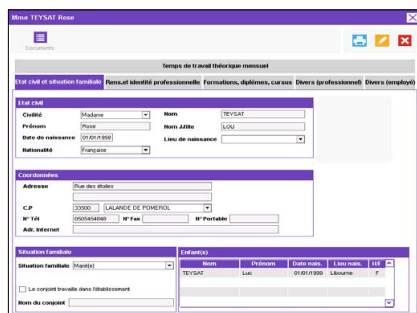 Mme TEYSAT Rose
Documents
Temps de travail théorique mensuel
Etat civil et situation familiale Rens.et identité professionnelle Formations, diplômes, cursus Divers (professionnel) Divers (employé)
Etat civil
Civilité Madame Nom TEYSAT
Prénom Rose Nom J.fille LOU
Date de naissance 01/01/1998 Lieu de naissance
Nationalité Française
Coordonnées
Adresse Rue des étoiles
C.P 33500 LALANDE DE POMEROL
N° Tél 0505454848 N° Fax N° Portable
Adr. Internet
Situation familiale Enfant(s)
Situation familiale Marié(e) Nom Prénom Date nais. Lieu nais. H/F
TEYSAT Luc 01/01/1999 Libourne F
Le conjoint travaille dans l'établissement
Nom du conjoint